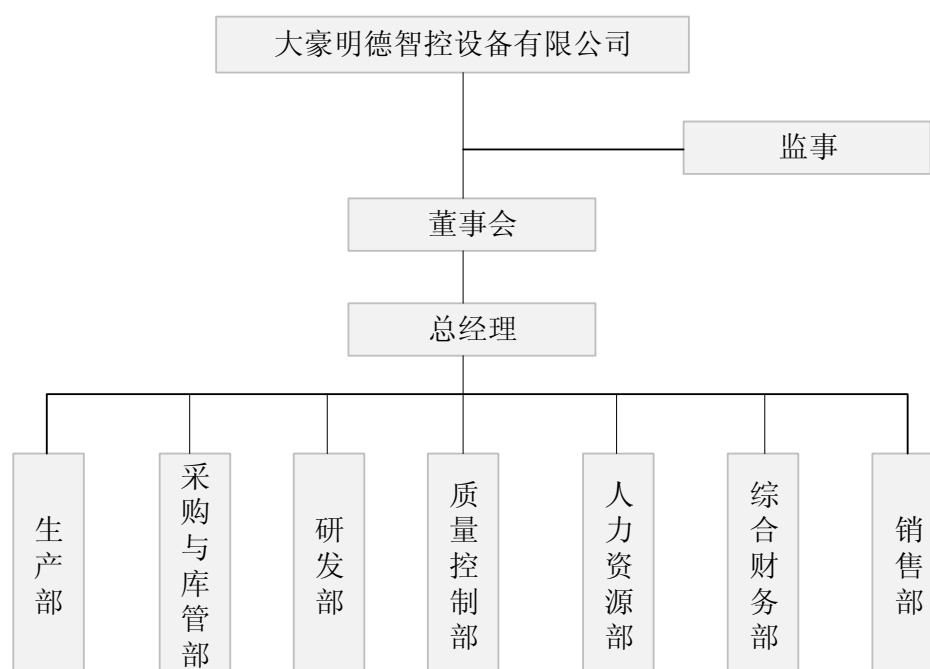 大豪明德智控设备有限公司
监事
董事会
总经理
生产部
采购与库管部
研发部
质量控制部
人力资源部
综合财务部
销售部